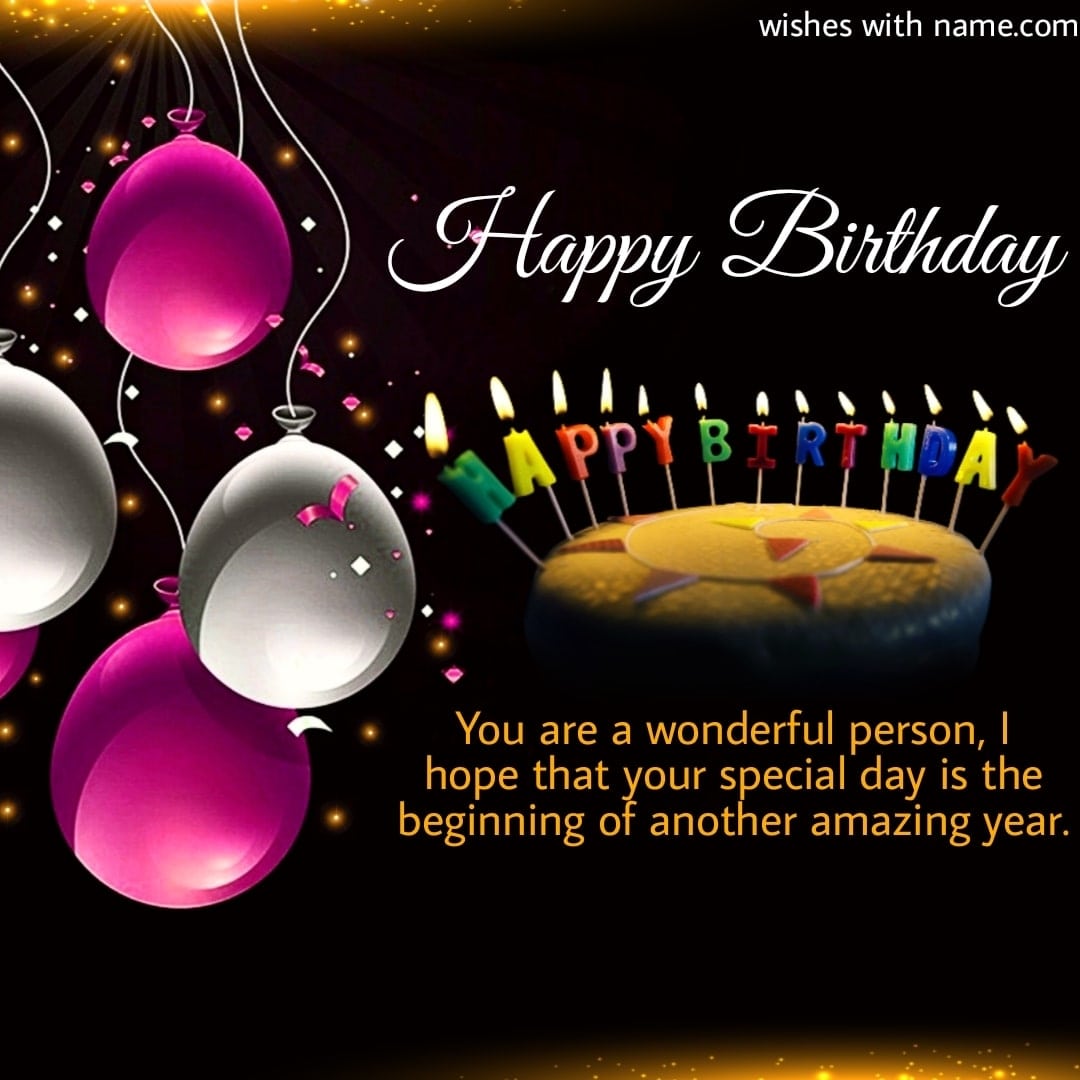 wishes with name.com
Happy Birthday
HAPPY BIRTHDAY
You are a wonderful person, I
hope that your special day is the
beginning of another amazing year.